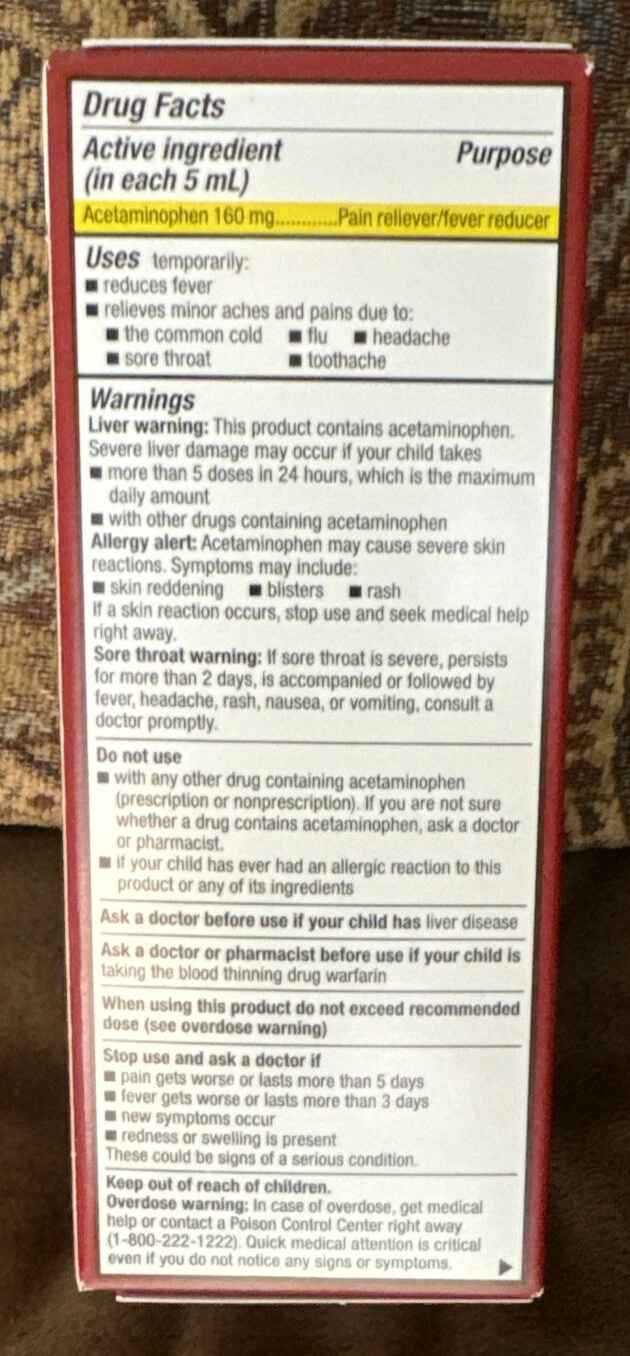 Drug Facts
Active ingredient Purpose
(in each 5 mL)
Acetaminophen 160 mg............Pain reliever/fever reducer
Uses temporarily:
■ reduces fever
■ relieves minor aches and pains due to:
■ the common cold ■ flu ■ headache
■ sore throat ■ toothache
Warnings
Liver warning: This product contains acetaminophen.
Severe liver damage may occur if your child takes
■ more than 5 doses in 24 hours, which is the maximum
daily amount
■ with other drugs containing acetaminophen
Allergy alert: Acetaminophen may cause severe skin
reactions. Symptoms may include:
■ skin reddening ■ blisters ■ rash
If a skin reaction occurs, stop use and seek medical help
right away.
Sore throat warning: If sore throat is severe, persists
for more than 2 days, is accompanied or followed by
fever, headache, rash, nausea, or vomiting, consult a
doctor promptly.
Do not use
■ with any other drug containing acetaminophen
(prescription or nonprescription). If you are not sure
whether a drug contains acetaminophen, ask a doctor
or pharmacist.
■ if your child has ever had an allergic reaction to this
product or any of its ingredients
Ask a doctor before use if your child has liver disease
Ask a doctor or pharmacist before use if your child is
taking the blood thinning drug warfarin
When using this product do not exceed recommended
dose (see overdose warning)
Stop use and ask a doctor if
■ pain gets worse or lasts more than 5 days
■ fever gets worse or lasts more than 3 days
■ new symptoms occur
■ redness or swelling is present
These could be signs of a serious condition.
Keep out of reach of children.
Overdose warning: In case of overdose, get medical
help or contact a Poison Control Center right away
(1-800-222-1222). Quick medical attention is critical
even if you do not notice any signs or symptoms.